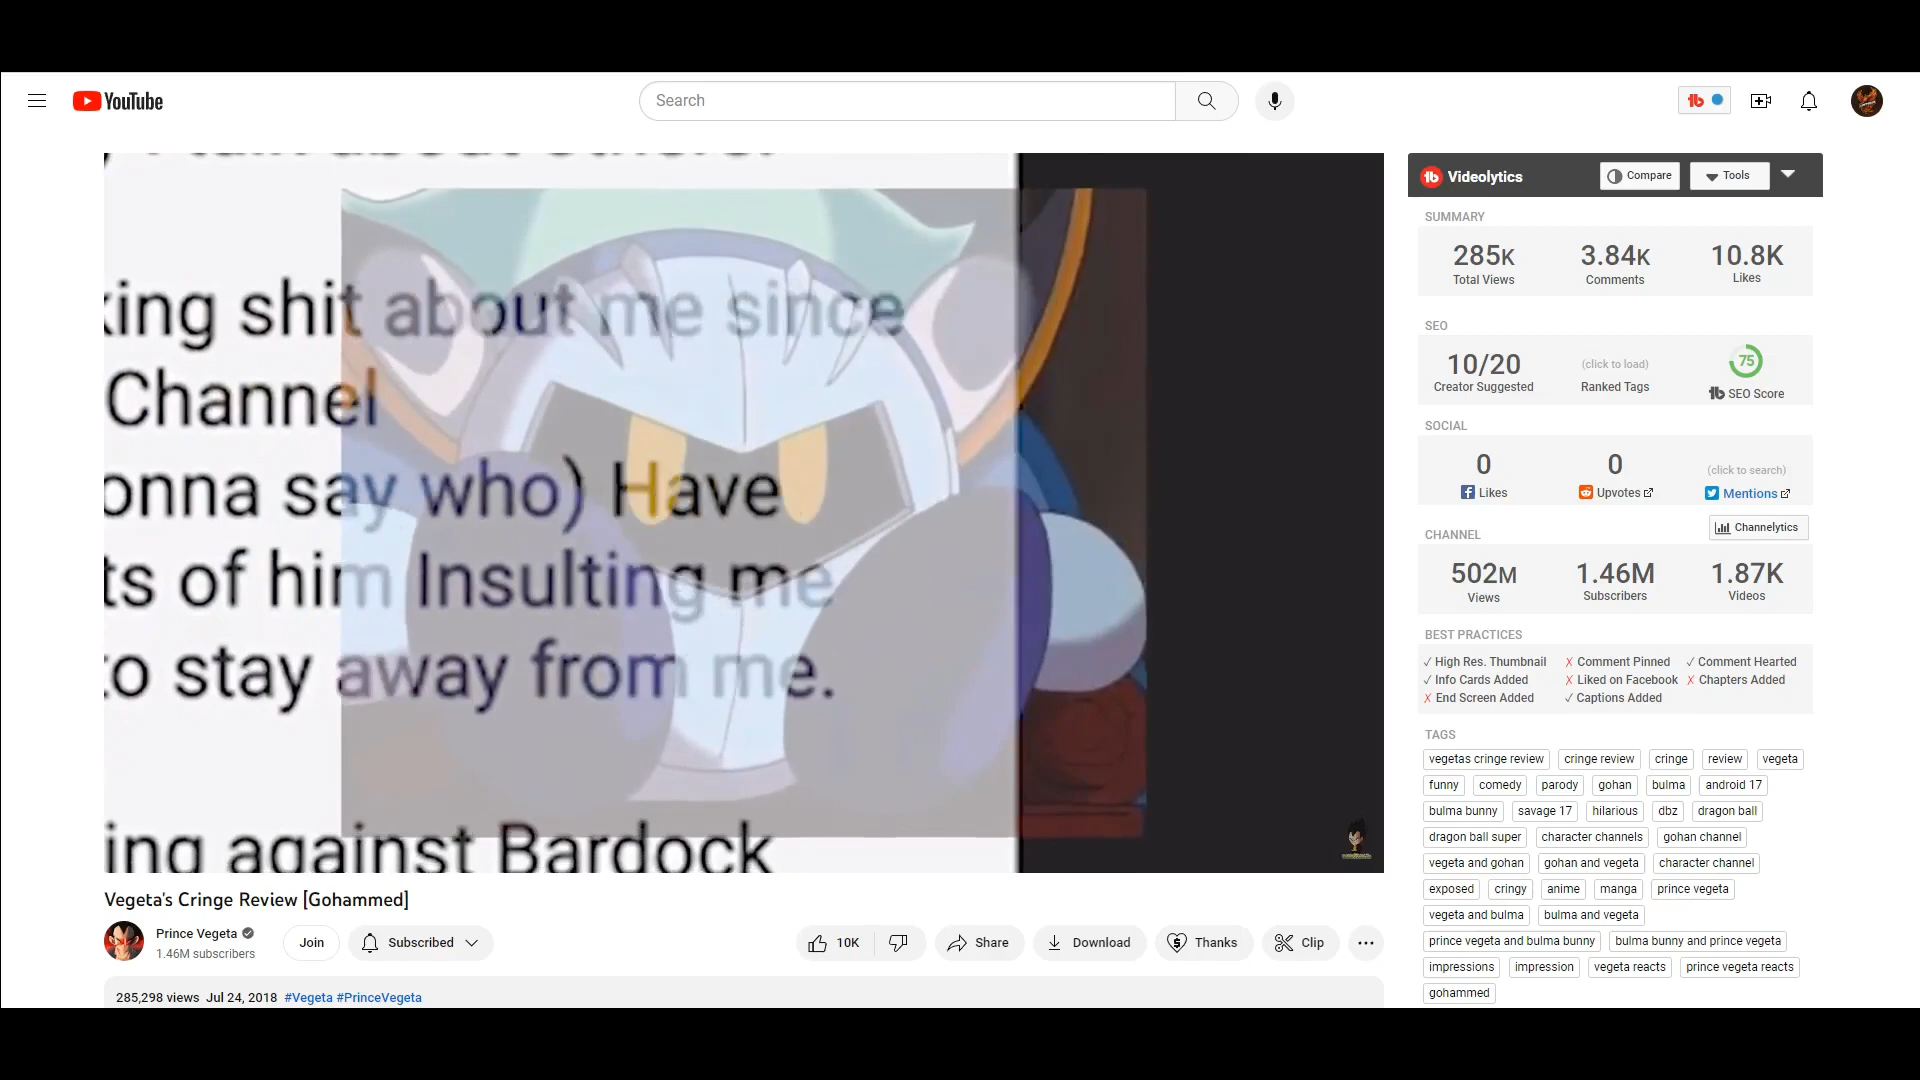 YouTube
Search
king shit about me since
Channel
onna say who) Have
ts of him Insulting me
to stay away from me.
ing against Bardock
Vegeta's Cringe Review [Gohammed]
Prince Vegeta
1.46M subscribers
Join
Subscribed
10K
Share
Download
Thanks
Clip
285,298 views Jul 24, 2018 #Vegeta #PrinceVegeta
tb
tb Videolytics
Compare
Tools
SUMMARY
285K 3.84K 10.8K
Total Views Comments Likes
SEO
10/20 (click to load) 75
Creator Suggested Ranked Tags tb SEO Score
SOCIAL
0 0 (click to search)
Likes Upvotes Mentions
Channelytics
CHANNEL
502M 1.46M 1.87K
Views Subscribers Videos
BEST PRACTICES
✓ High Res. Thumbnail ✗ Comment Pinned ✓ Comment Hearted
✓ Info Cards Added ✗ Liked on Facebook ✗ Chapters Added
✗ End Screen Added ✓ Captions Added
TAGS
vegetas cringe review cringe review cringe review vegeta
funny comedy parody gohan bulma android 17
bulma bunny savage 17 hilarious dbz dragon ball
dragon ball super character channels gohan channel
vegeta and gohan gohan and vegeta character channel
exposed cringy anime manga prince vegeta
vegeta and bulma bulma and vegeta
prince vegeta and bulma bunny bulma bunny and prince vegeta
impressions impression vegeta reacts prince vegeta reacts
gohammed